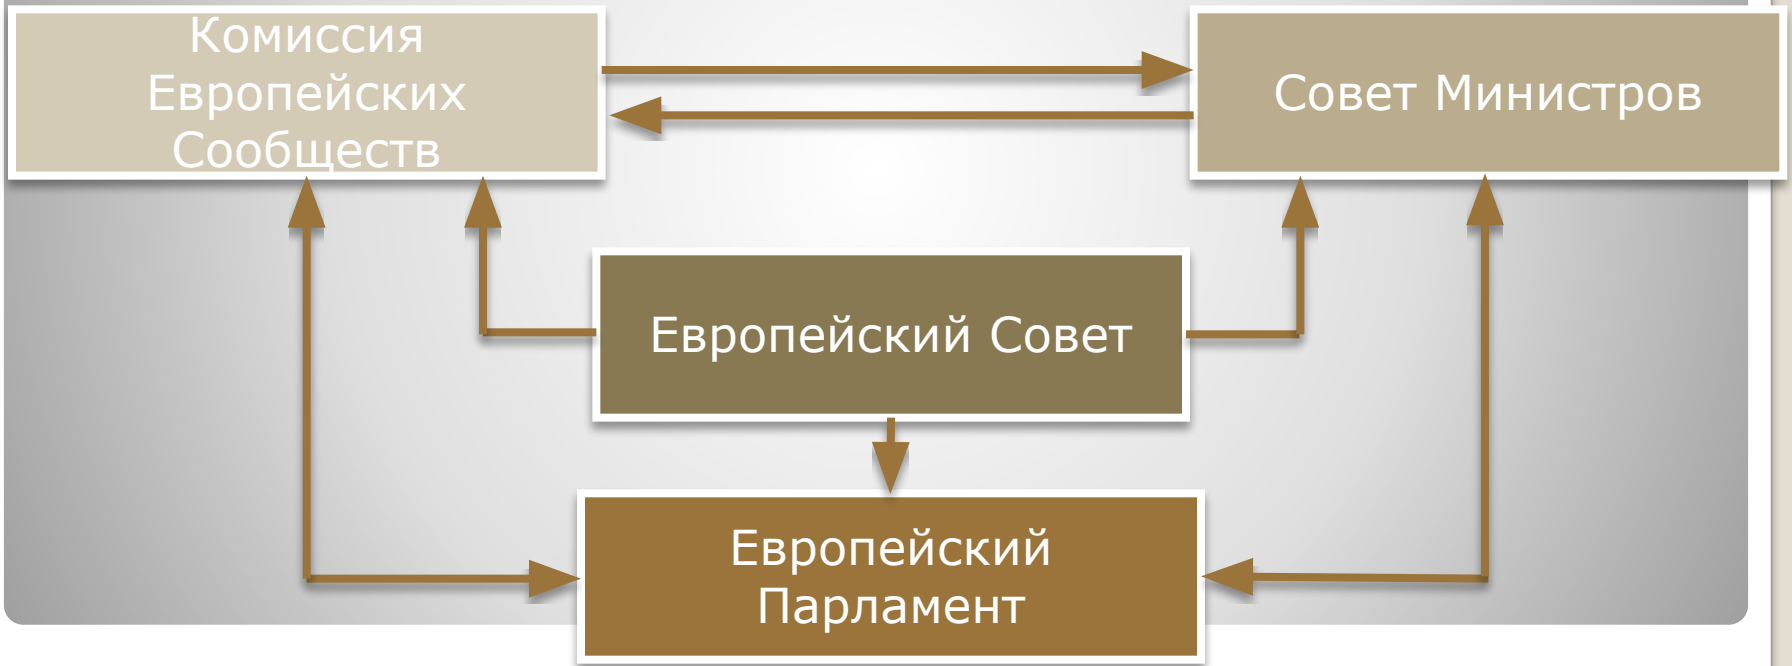 Комиссия
Европейских
Сообществ
Совет Министров
Европейский Совет
Европейский
Парламент